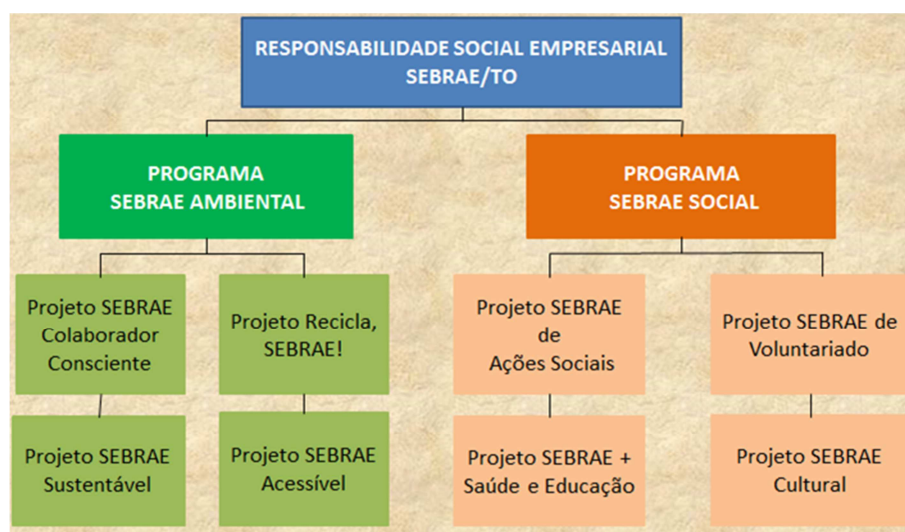 RESPONSABILIDADE SOCIAL EMPRESARIAL
SEBRAE/TO
PROGRAMA
SEBRAE AMBIENTAL
PROGRAMA
SEBRAE SOCIAL
Projeto SEBRAE
Colaborador
Consciente
Projeto Recicla,
SEBRAE!
Projeto SEBRAE
de
Ações Sociais
Projeto SEBRAE de
Voluntariado
Projeto SEBRAE
Sustentável
Projeto SEBRAE
Acessível
Projeto SEBRAE +
Saúde e Educação
Projeto SEBRAE
Cultural